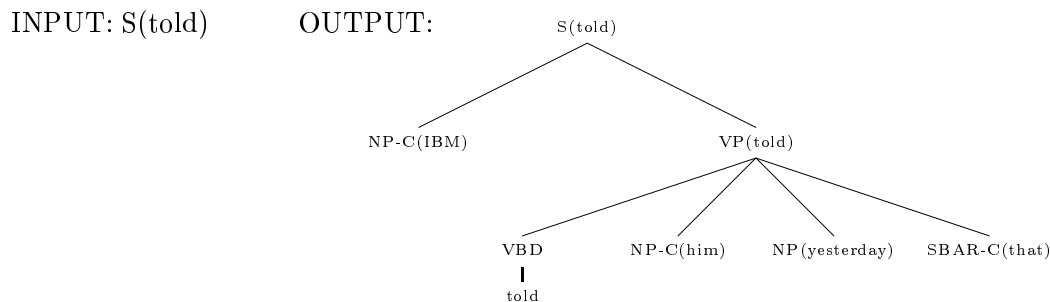 INPUT: S(told) OUTPUT: S(told)
NP-C(IBM) VP(told)
VBD NP-C(him) NP(yesterday) SBAR-C(that)
told